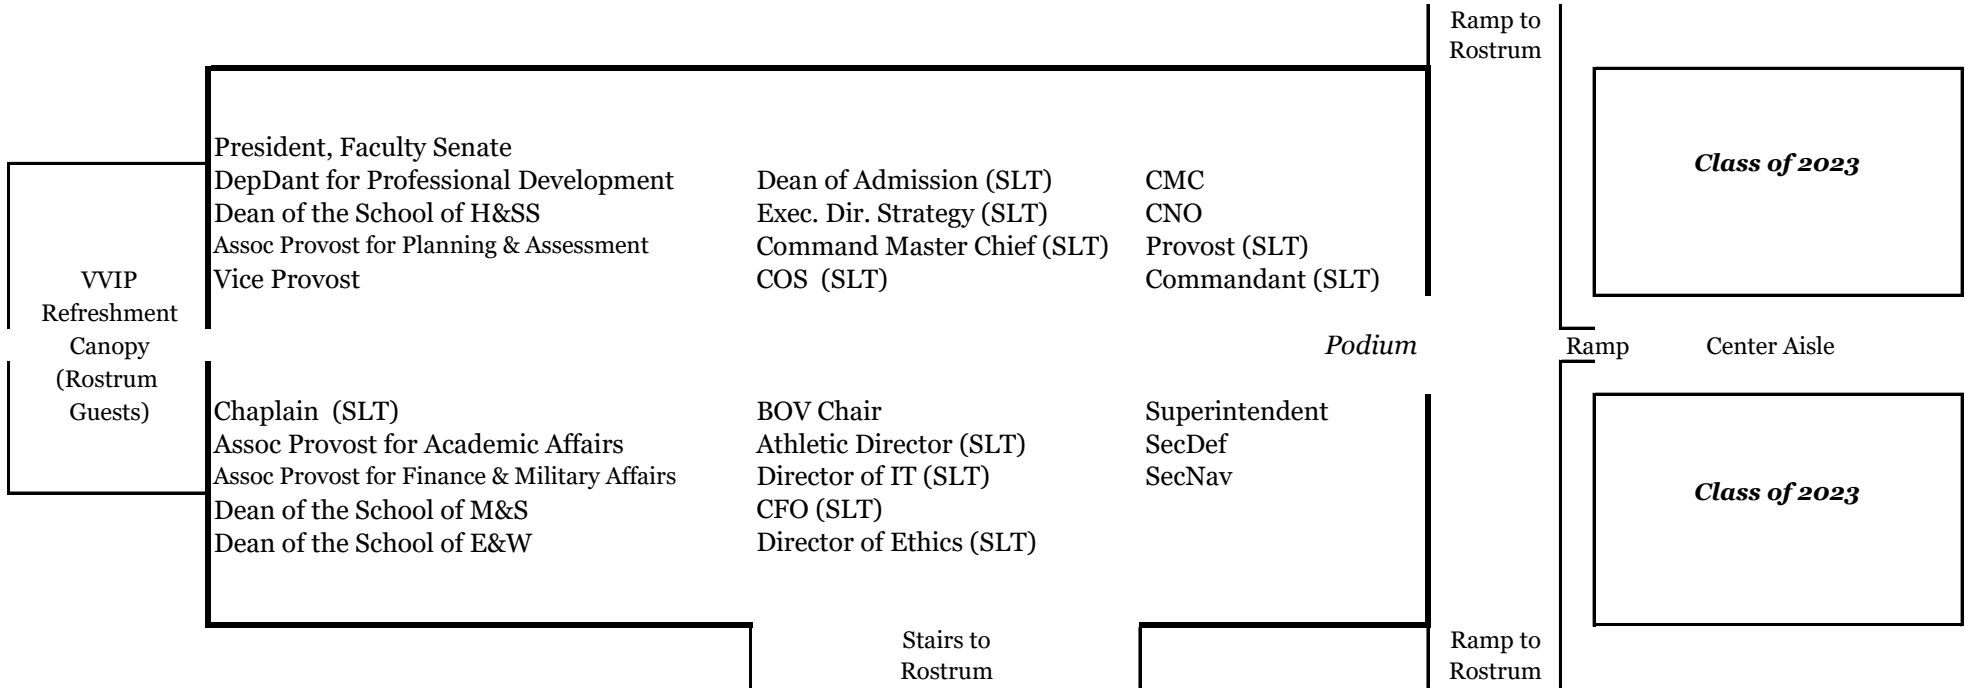 Ramp to
Rostrum
President, Faculty Senate
DepDant for Professional Development
Dean of the School of H&SS
Assoc Provost for Planning & Assessment
Vice Provost
Dean of Admission (SLT)
Exec. Dir. Strategy (SLT)
Command Master Chief (SLT)
COS  (SLT)
CMC
CNO
Provost (SLT)
Commandant (SLT)
Class of 2023
VVIP
Refreshment
Canopy
(Rostrum
Guests)
Podium
Ramp
Center Aisle
Chaplain  (SLT)
Assoc Provost for Academic Affairs
Assoc Provost for Finance & Military Affairs
Dean of the School of M&S
Dean of the School of E&W
BOV Chair
Athletic Director (SLT)
Director of IT (SLT)
CFO (SLT)
Director of Ethics (SLT)
Superintendent
SecDef
SecNav
Class of 2023
Stairs to
Rostrum
Ramp to
Rostrum